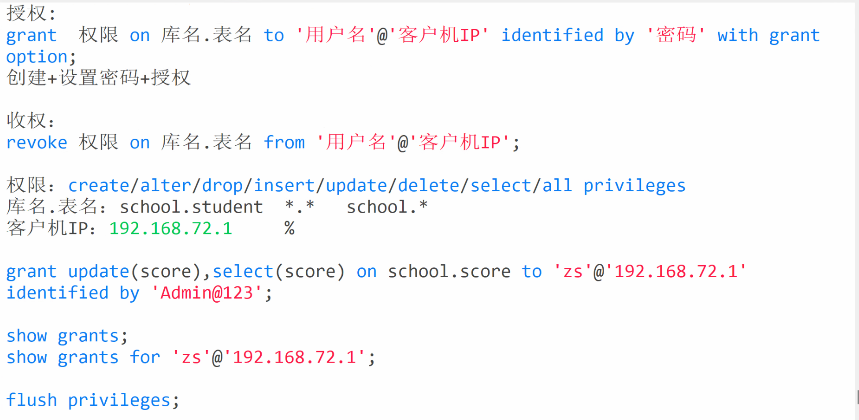 授权:
grant  权限 on 库名.表名 to '用户名'@'客户机IP' identified by '密码' with grant
option;
创建+设置密码+授权
收权:
revoke 权限 on 库名.表名 from '用户名'@'客户机IP';
权限：create/alter/drop/insert/update/delete/select/all privileges
库名.表名：school.student  *.*   school.*
客户机IP：192.168.72.1     %
grant update(score),select(score) on school.score to 'zs'@'192.168.72.1'
identified by 'Admin@123';
show grants;
show grants for 'zs'@'192.168.72.1';
flush privileges;